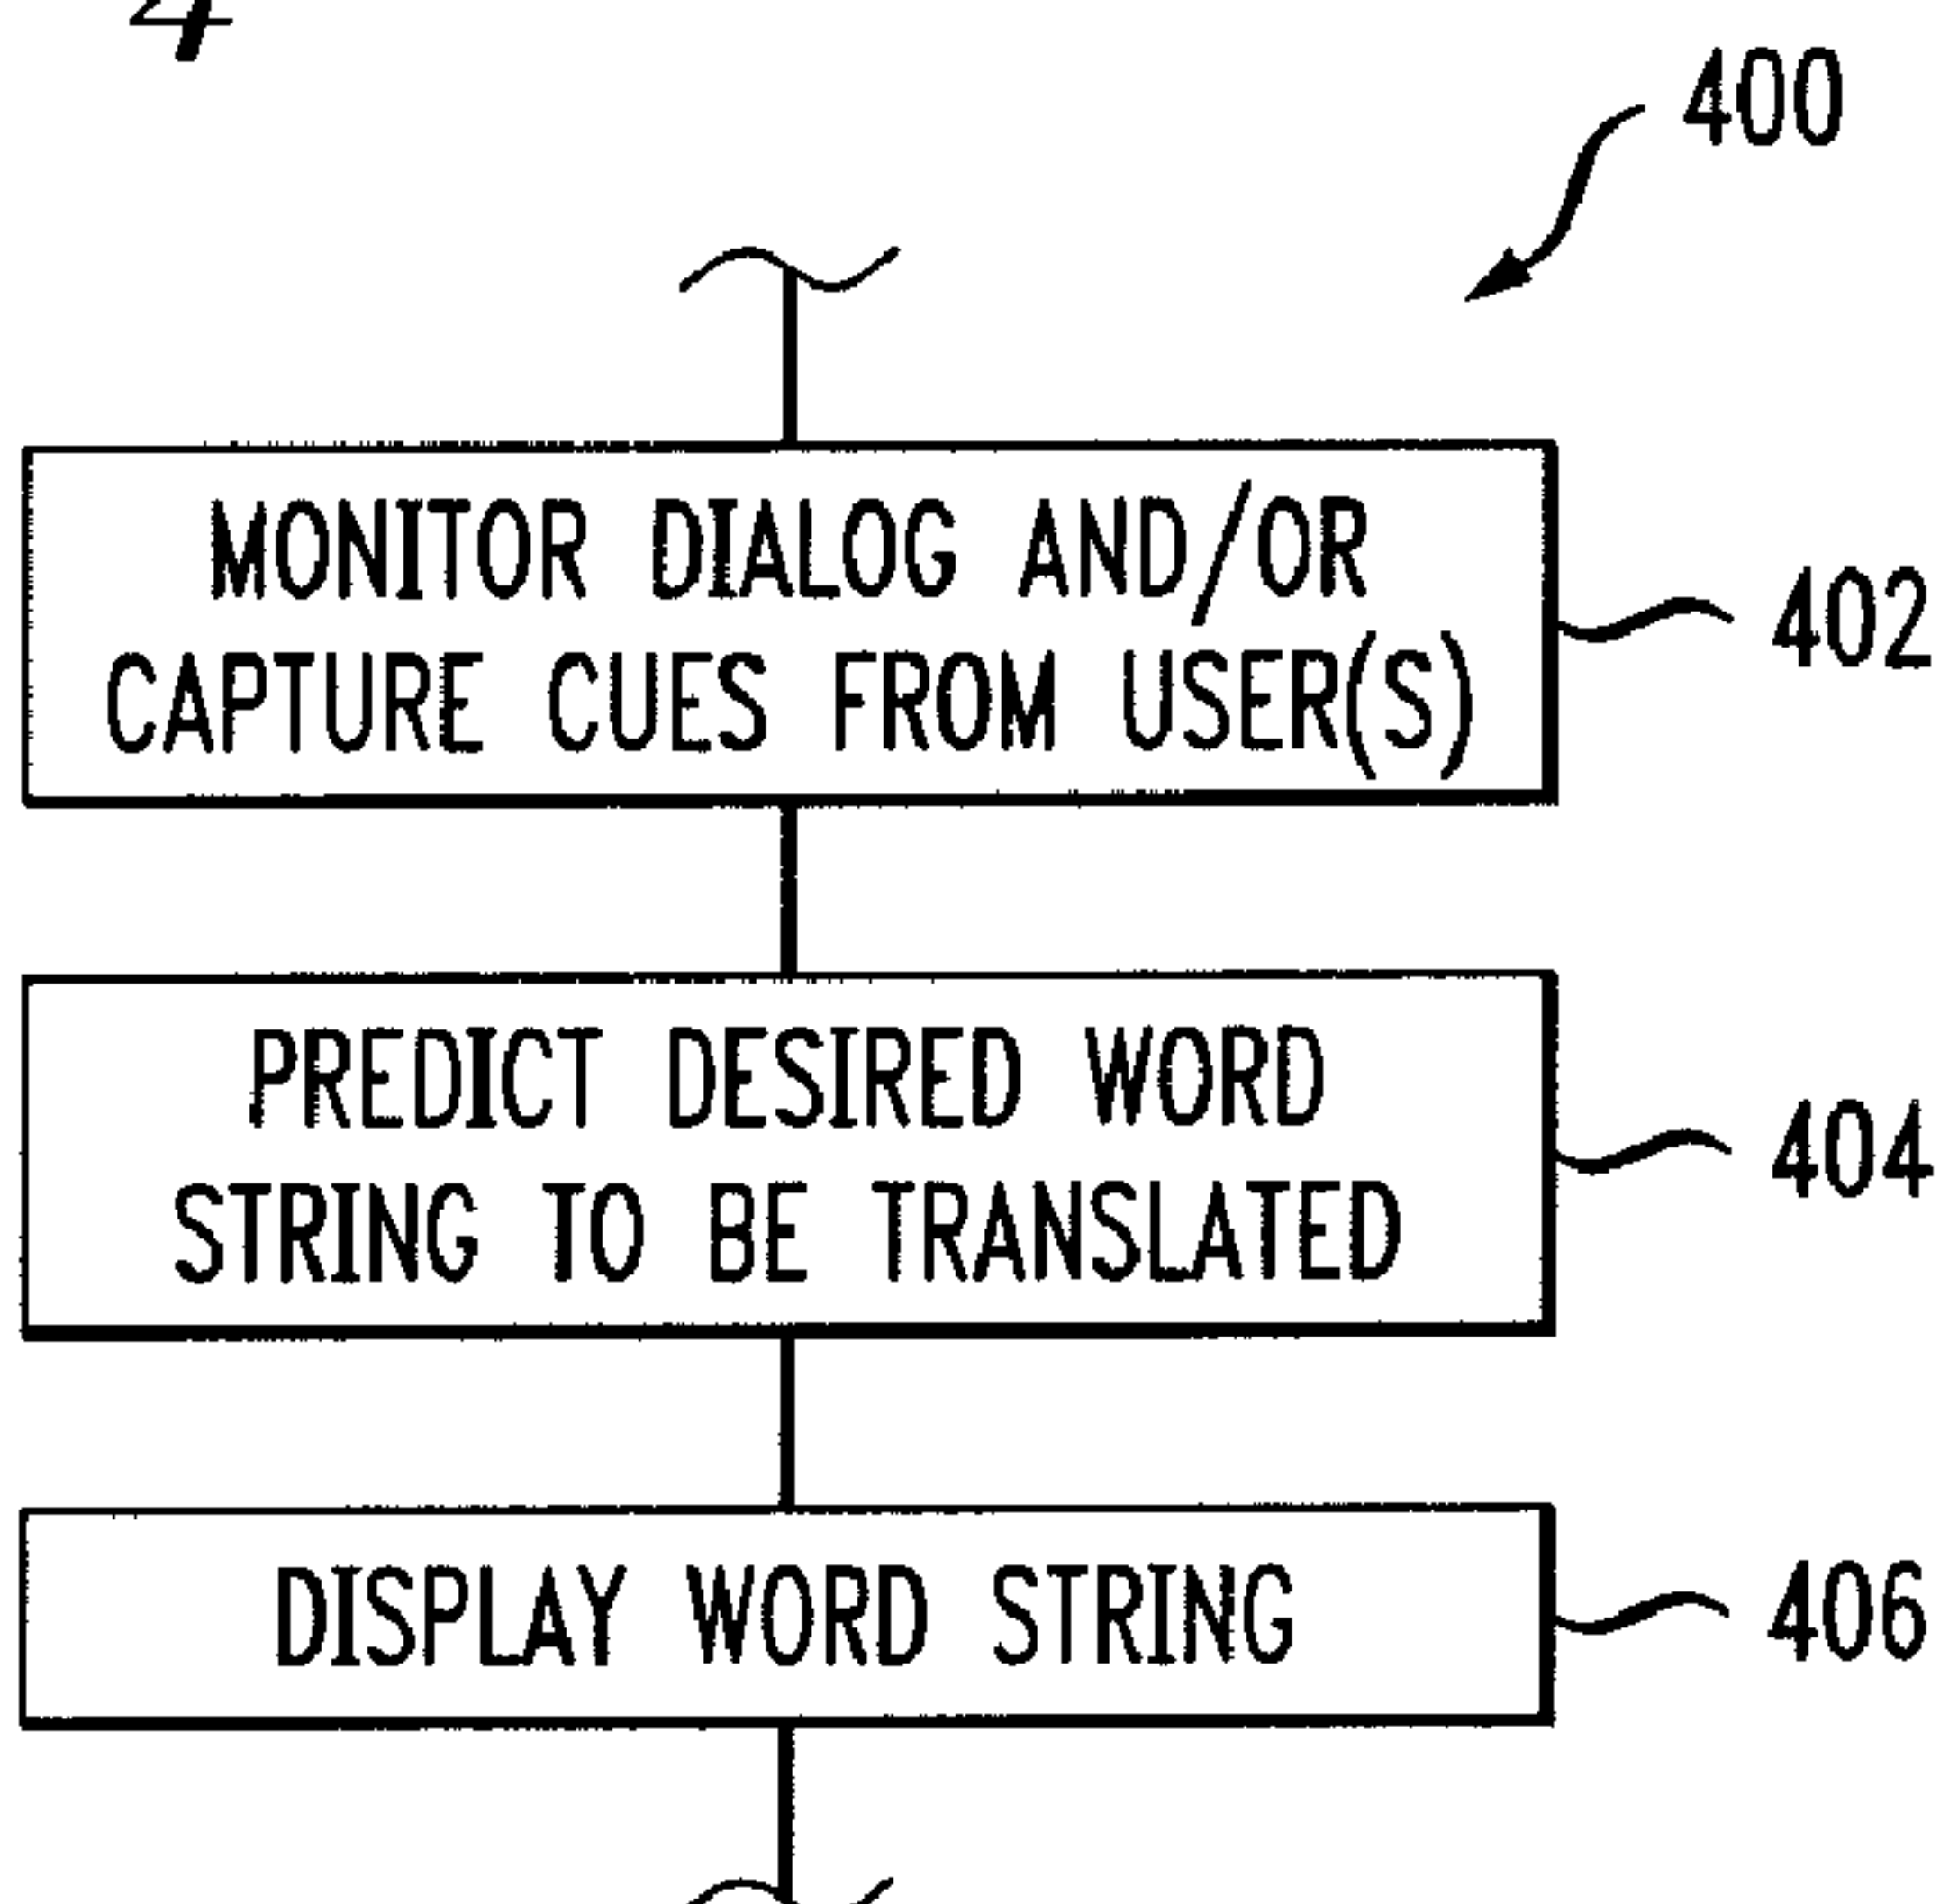 4
400
MONITOR DIALOG AND/OR
CAPTURE CUES FROM USER(S)
402
PREDICT DESIRED WORD
STRING TO BE TRANSLATED
404
DISPLAY WORD STRING
406